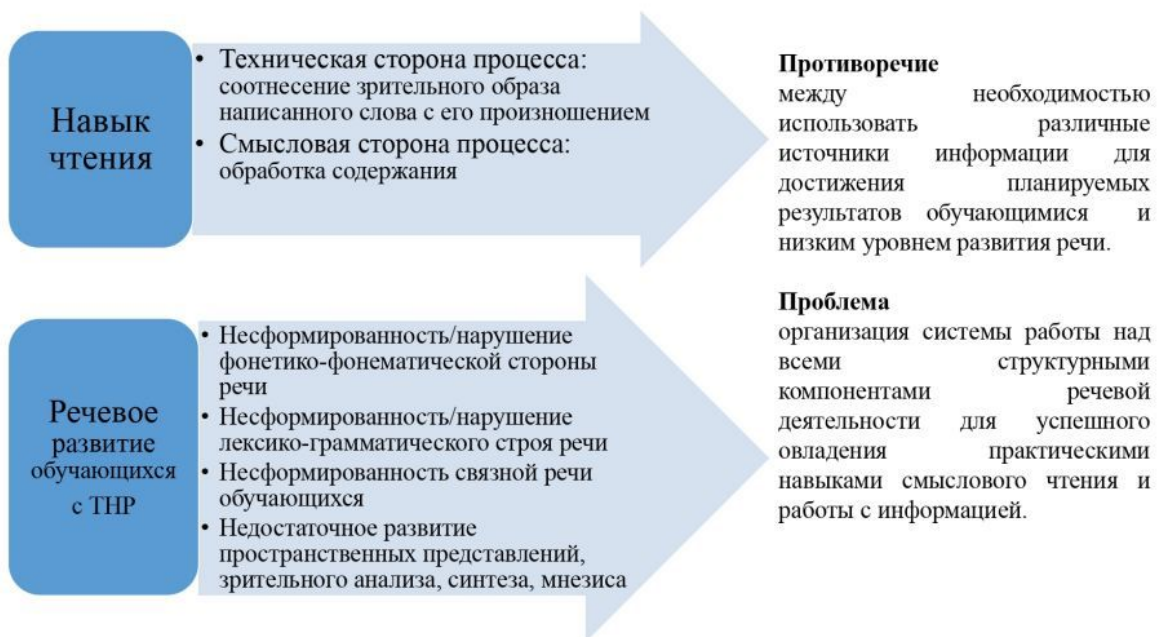 Навык
чтения
• Техническая сторона процесса:
соотнесение зрительного образа
написанного слова с его произношением
• Смысловая сторона процесса:
обработка содержания
Речевое
развитие
обучающихся
с ТНР
• Несформированность/нарушение
фонетико-фонематической стороны
речи
• Несформированность/нарушение
лексико-грамматического строя речи
• Несформированность связной речи
обучающихся
• Недостаточное развитие
пространственных представлений,
зрительного анализа, синтеза, мнезиса
Противоречие
между необходимостью
использовать различные
источники информации для
достижения планируемых
результатов обучающимися и
низким уровнем развития речи.
Проблема
организация системы работы над
всеми структурными
компонентами речевой
деятельности для успешного
овладения практическими
навыками смыслового чтения и
работы с информацией.